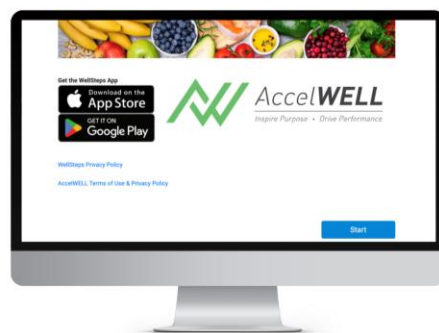 Get the WellSteps App
Download on the
App Store
GET IT ON
Google Play
AccelWELL
Inspire Purpose • Drive Performance
WellSteps Privacy Policy
AccelWELL Terms of Use & Privacy Policy
Start